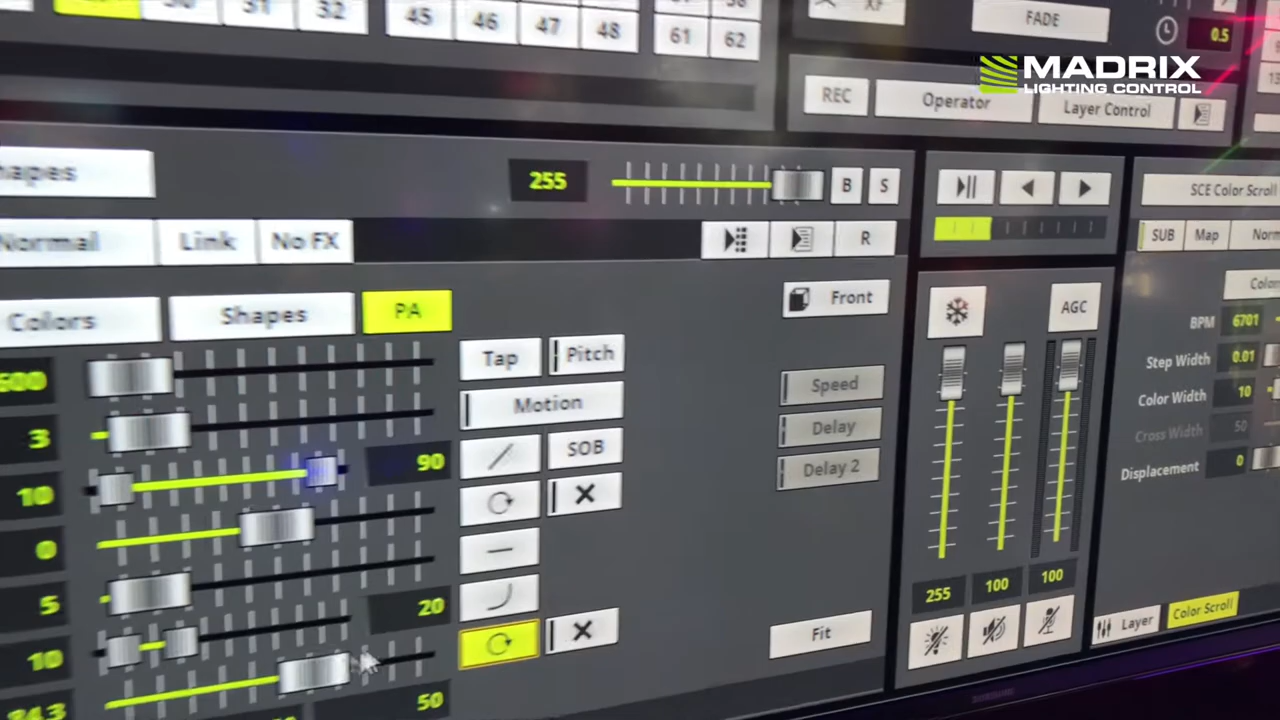 31 32
45 46 47 48
61 62
XF
FADE
0.5
MADRIX
LIGHTING CONTROL
REC Operator Layer Control
255
B S
SCE Color Scroll
Normal Link No FX
R
SUB Map
Colors Shapes PA
Front
AGC
BPM 6701
Tap Pitch
Step Width 0.01
3
Motion
Speed
Color Width 10
90
SOB
Delay
Cross Width 50
10
Delay 2
Displacement 0
0
5
20
255 100 100
10
Fit
Layer Color Scroll
50
SAMSUNG